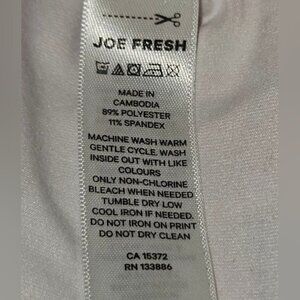 JOE FRESH
MADE IN
CAMBODIA
89% POLYESTER
11% SPANDEX
MACHINE WASH WARM
GENTLE CYCLE, WASH
INSIDE OUT WITH LIKE
COLOURS
ONLY NON-CHLORINE
BLEACH WHEN NEEDED
TUMBLE DRY LOW
COOL IRON IF NEEDED.
DO NOT IRON ON PRINT
DO NOT DRY CLEAN
CA 15372
RN 133886